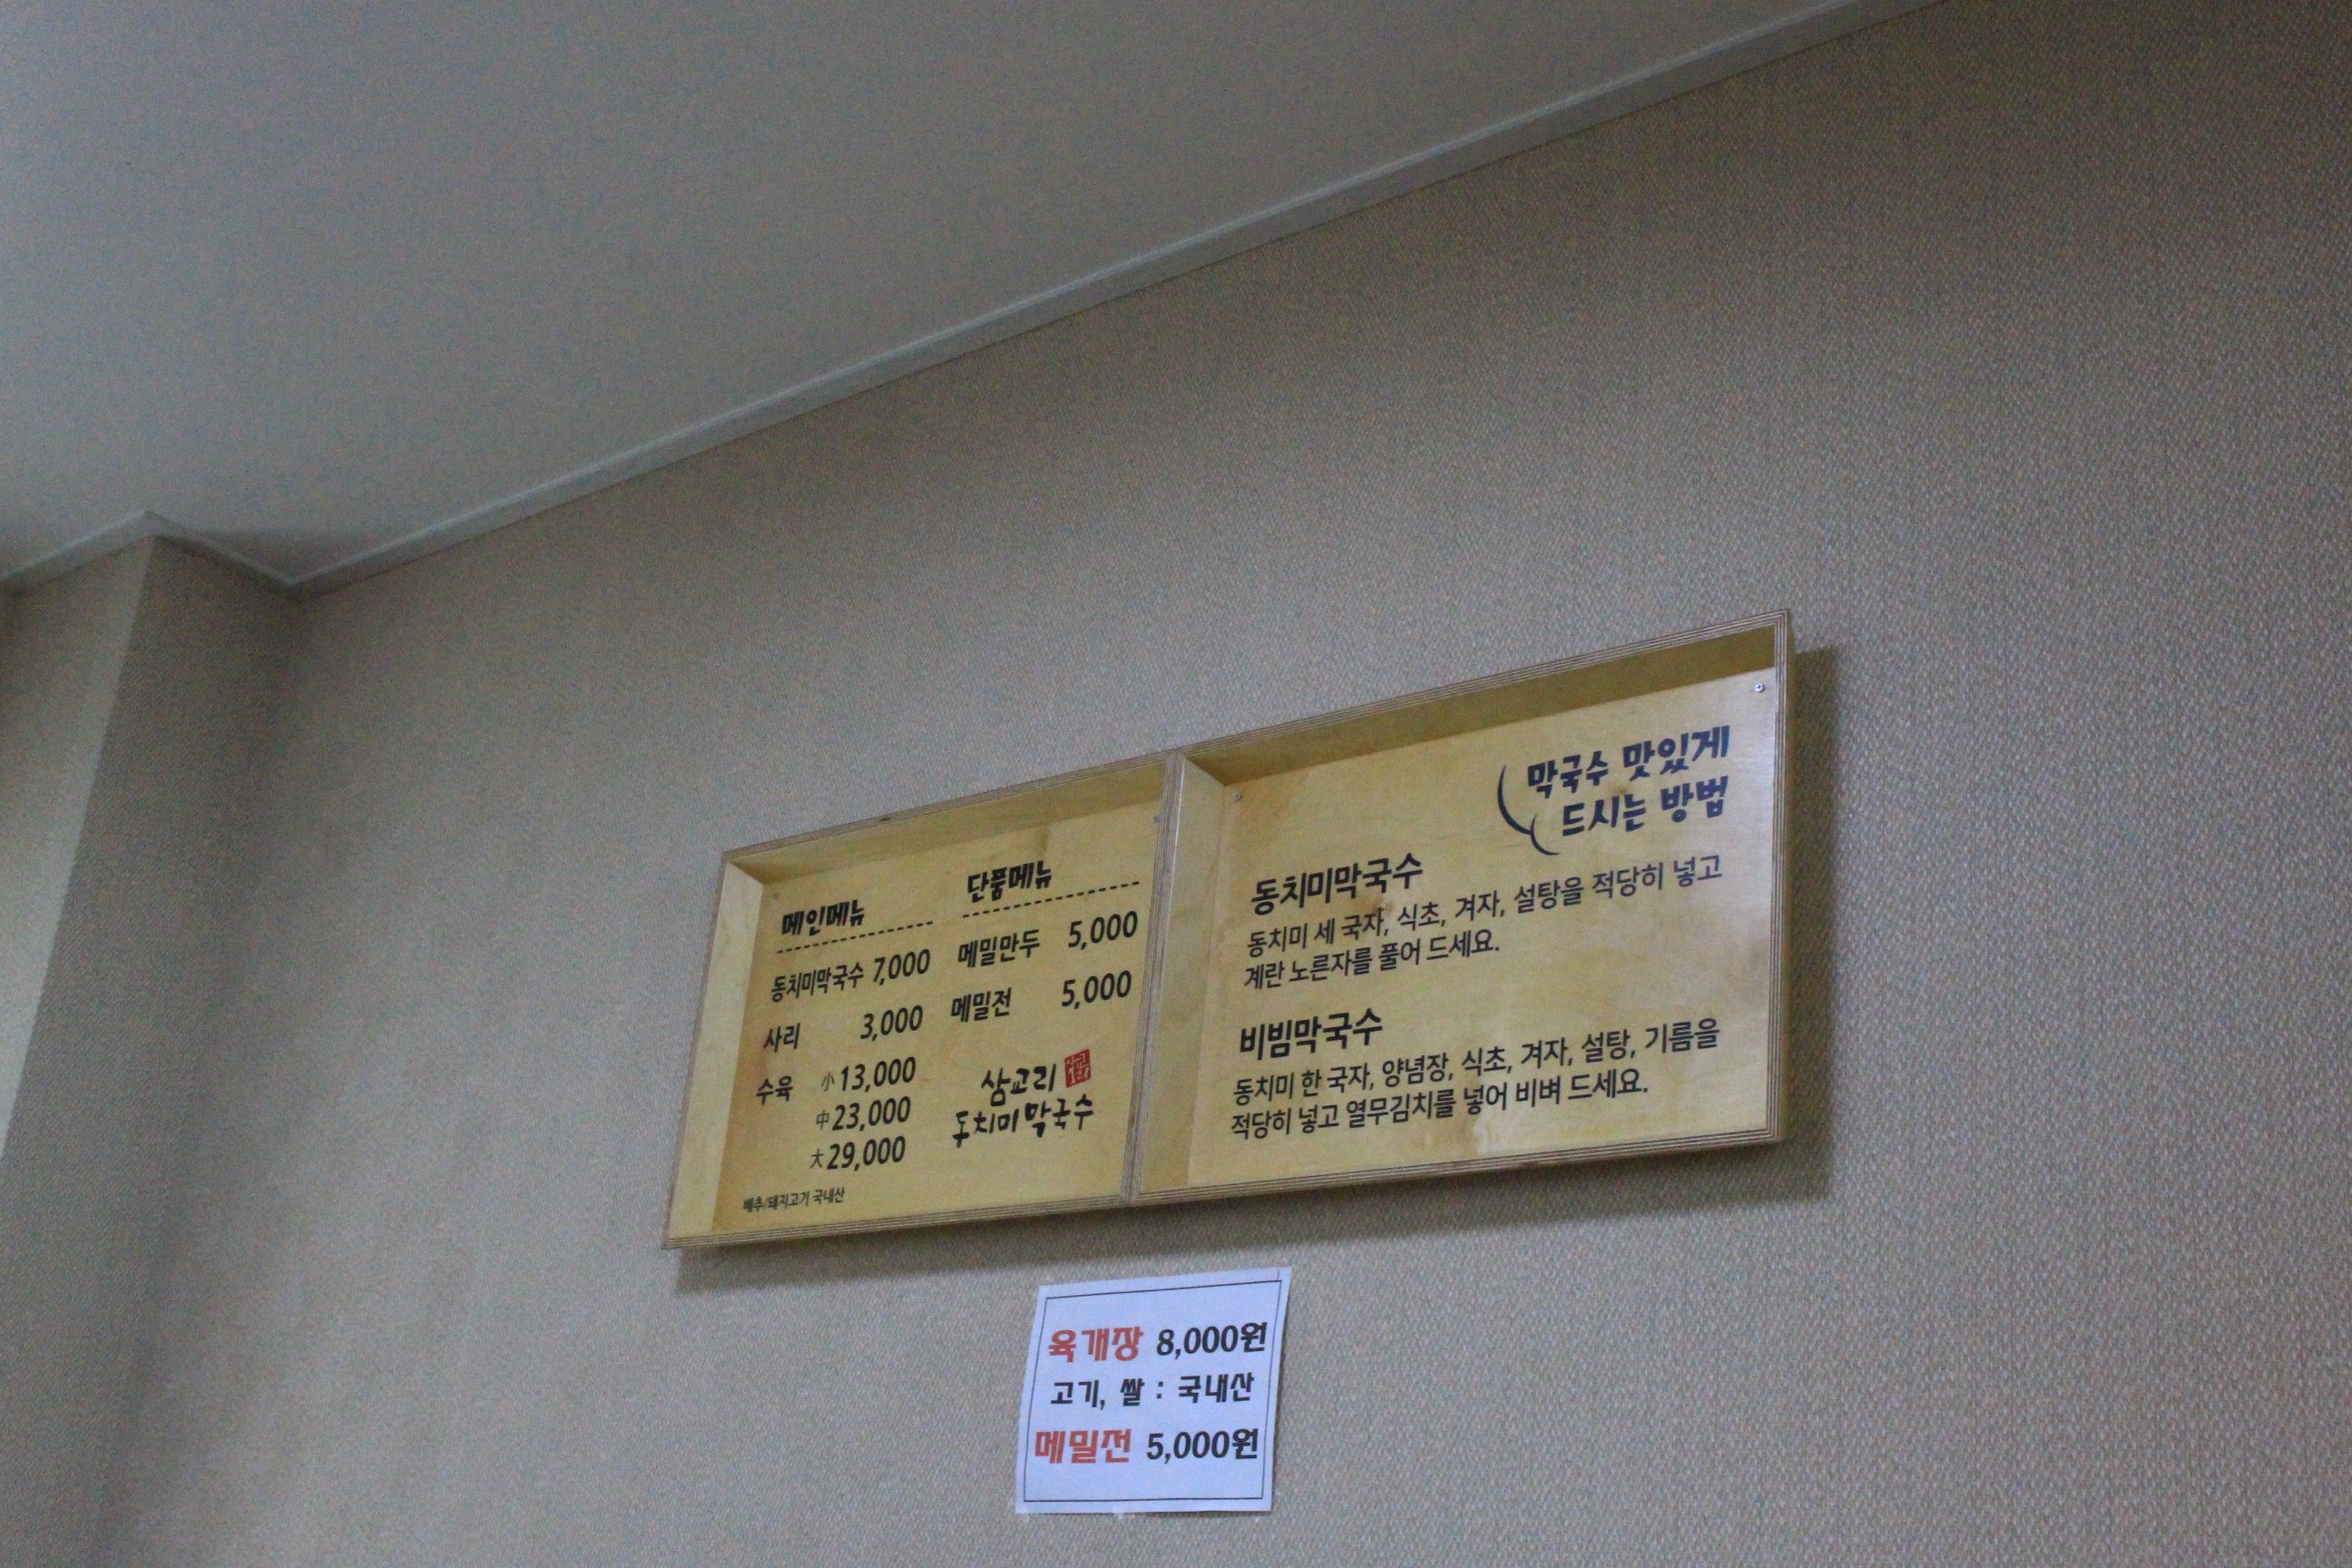 메인메뉴
동치미막국수 7,000
사리 3,000
수육 小 13,000
中 23,000
大 29,000
배추/돼지고기 국내산
단품메뉴
메밀만두 5,000
메밀전 5,000
삼교리
동치미막국수
막국수 맛있게
드시는 방법
동치미막국수
동치미 세 국자, 식초, 겨자, 설탕을 적당히 넣고
계란 노른자를 풀어 드세요.
비빔막국수
동치미 한 국자, 양념장, 식초, 겨자, 설탕, 기름을
적당히 넣고 열무김치를 넣어 비벼 드세요.
육개장 8,000원
고기, 쌀 : 국내산
메밀전 5,000원